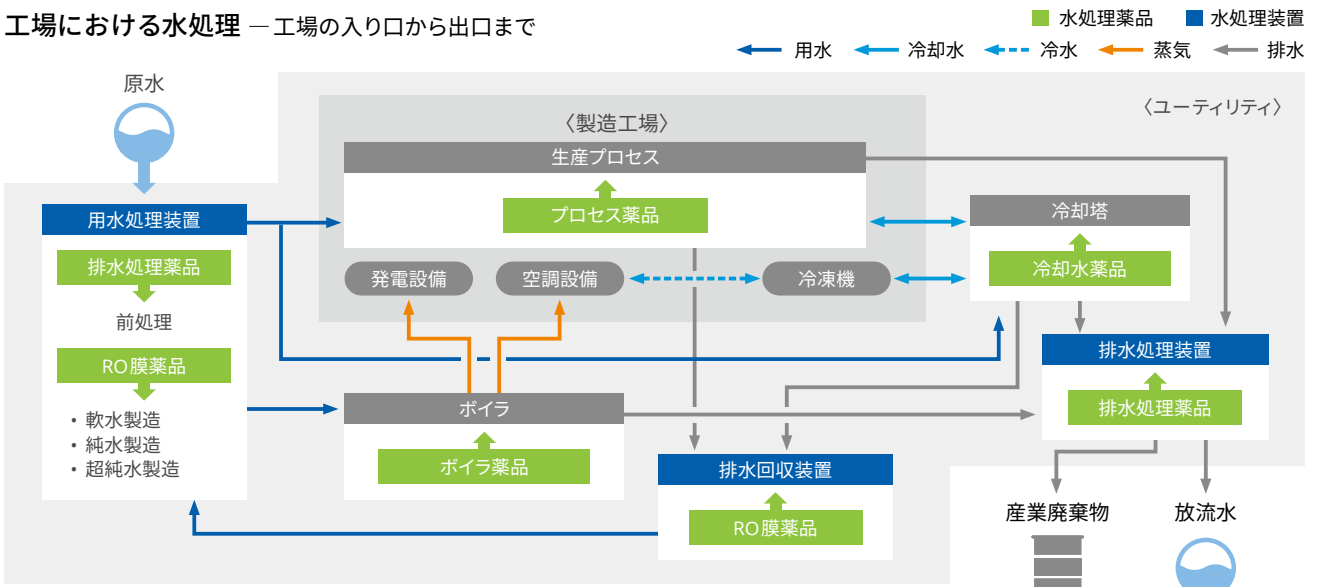 工場における水処理 ― 工場の入り口から出口まで
水処理薬品 水処理装置
用水 冷却水 冷水 蒸気 排水
原水
〈ユーティリティ〉
〈製造工場〉
生産プロセス
プロセス薬品
用水処理装置
排水処理薬品
前処理
RO膜薬品
・ 軟水製造
・ 純水製造
・ 超純水製造
発電設備
空調設備
冷凍機
冷却塔
冷却水薬品
ボイラ
ボイラ薬品
排水処理装置
排水処理薬品
排水回収装置
RO膜薬品
産業廃棄物
放流水